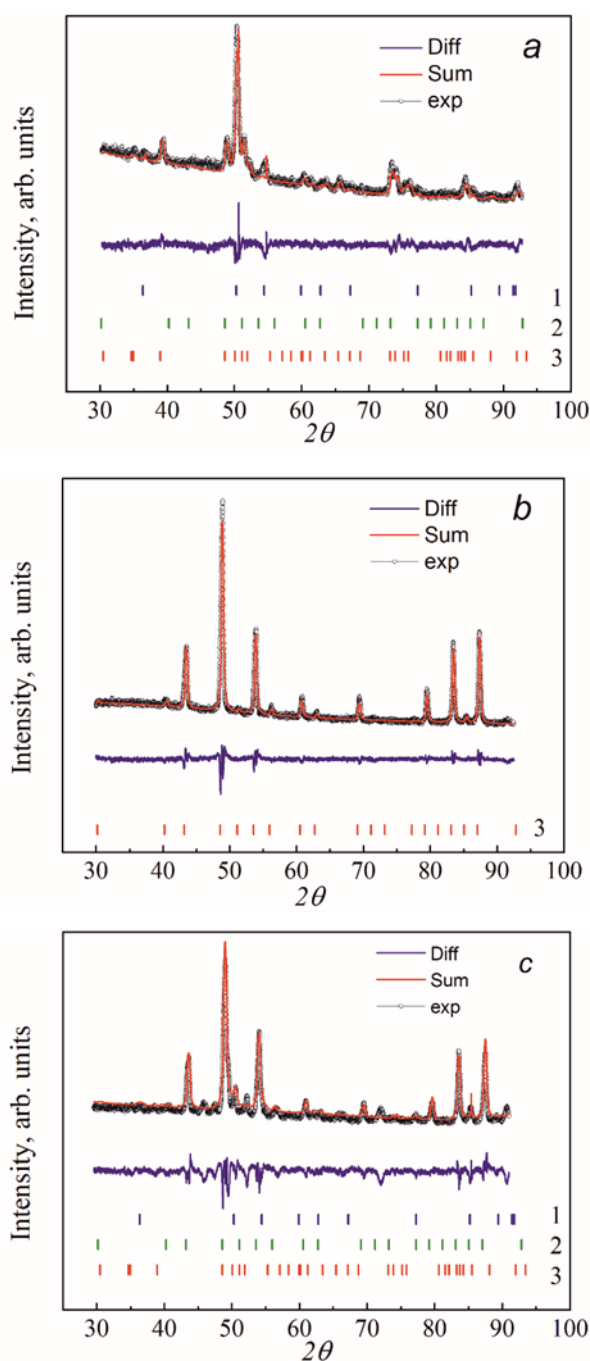 a
Diff
Sum
exp
Intensity, arb. units
1
2
3
30 40 50 60 70 80 90 100
2θ
b
Diff
Sum
exp
Intensity, arb. units
3
30 40 50 60 70 80 90 100
2θ
c
Diff
Sum
exp
Intensity, arb. units
1
2
3
30 40 50 60 70 80 90 100
2θ